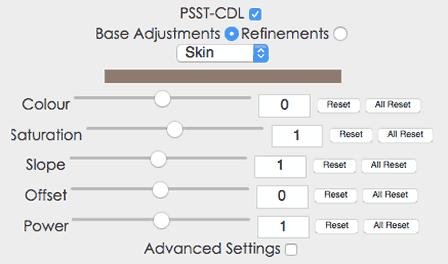 PSST-CDL
Base Adjustments Refinements
Skin
Colour 0 Reset All Reset
Saturation 1 Reset All Reset
Slope 1 Reset All Reset
Offset 0 Reset All Reset
Power 1 Reset All Reset
Advanced Settings